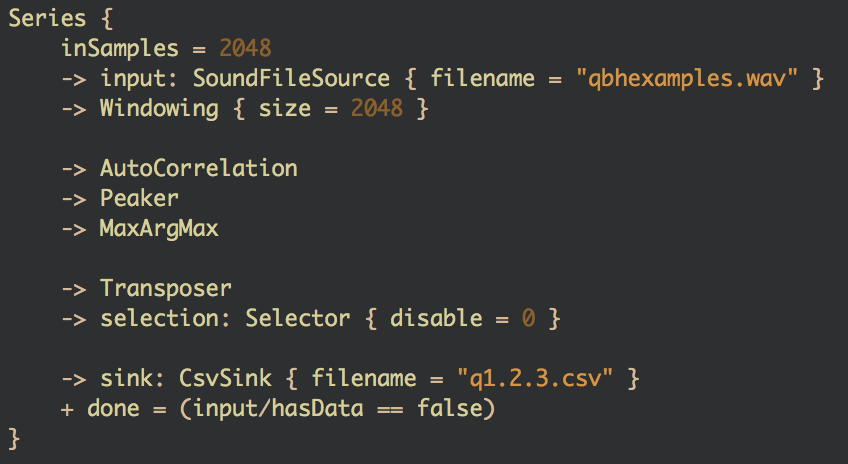 Series {
    inSamples = 2048
    -> input: SoundFileSource { filename = "qbhexamples.wav" }
    -> Windowing { size = 2048 }

    -> AutoCorrelation
    -> Peaker
    -> MaxArgMax

    -> Transposer
    -> selection: Selector { disable = 0 }

    -> sink: CsvSink { filename = "q1.2.3.csv" }
    + done = (input/hasData == false)
}